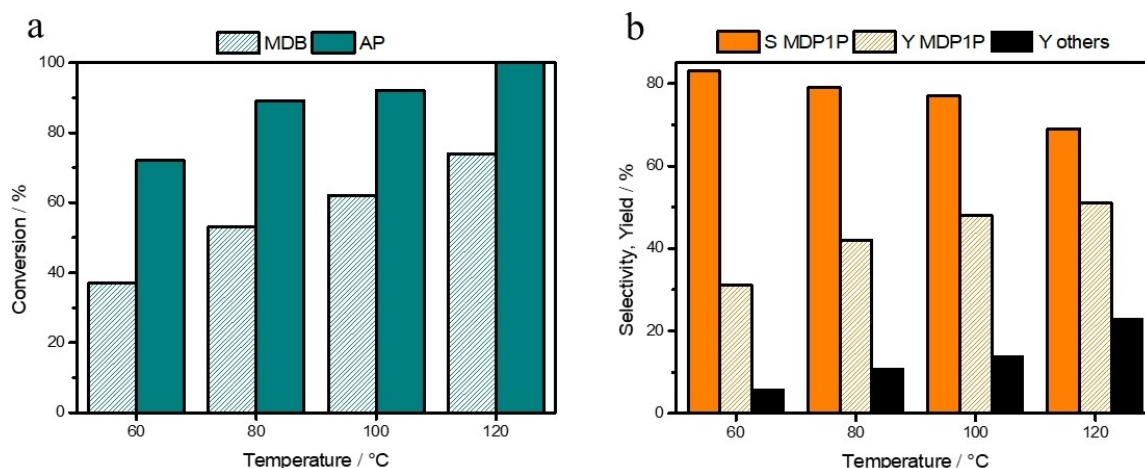 a
MDB AP
Conversion / %
100
80
60
40
20
0
60 80 100 120
Temperature / °C
b
S MDP1P Y MDP1P Y others
Selectivity, Yield / %
80
60
40
20
0
60 80 100 120
Temperature / °C